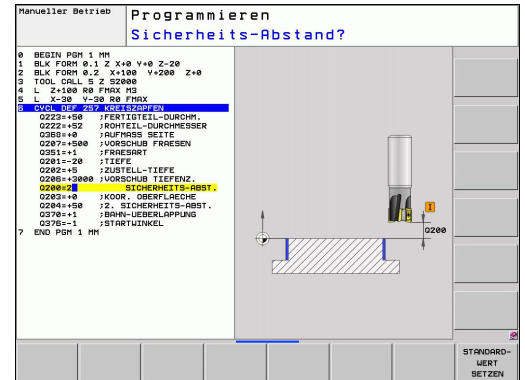 Manueller Betrieb
Programmieren
Sicherheits-Abstand?
0 BEGIN PGM 1 MM
1 BLK FORM 0.1 Z X+0 Y+0 Z-20
2 BLK FORM 0.2 X+100 Y+200 Z+0
3 TOOL CALL 5 Z S2000
4 L Z+100 R0 FMAX M3
5 L X-30 Y-30 R0 FMAX
6 CYCL DEF 257 KREISZAPFEN
Q223=+50 ;FERTIGTEIL-DURCHM.
Q222=+52 ;ROHTEIL-DURCHMESSER
Q368=+0 ;AUFMASS SEITE
Q207=+500 ;VORSCHUB FRAESEN
Q351=+1 ;FRAESART
Q201=-20 ;TIEFE
Q202=+5 ;ZUSTELL-TIEFE
Q206=+3000 ;VORSCHUB TIEFENZ.
Q200=2 SICHERHEITS-ABST.
Q203=+0 ;KOOR. OBERFLAECHE
Q204=+50 ;2. SICHERHEITS-ABST.
Q370=+1 ;BAHN-UEBERLAPPUNG
Q376=-1 ;STARTWINKEL
7 END PGM 1 MM
I
Q200
STANDARD-
WERT
SETZEN